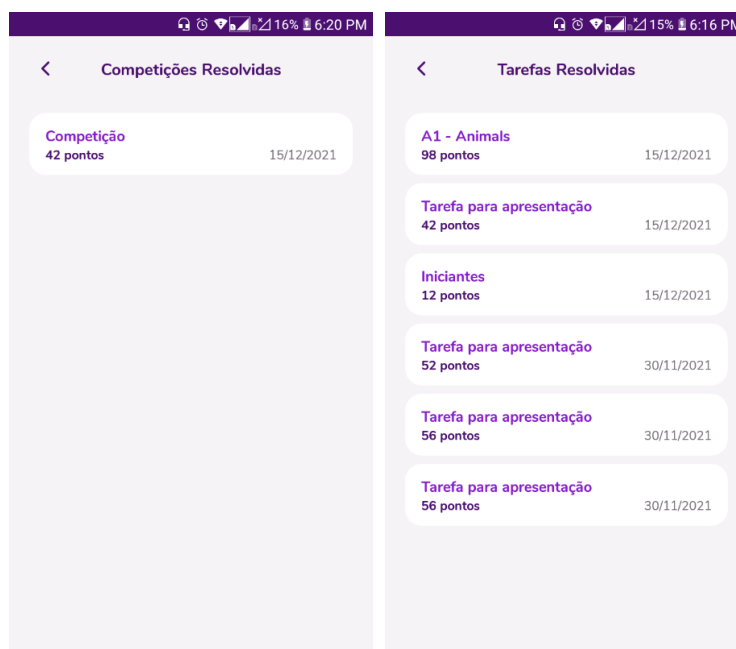 16% 6:20 PM
Competições Resolvidas
Competição
42 pontos 15/12/2021
15% 6:16 PM
Tarefas Resolvidas
A1 - Animals
98 pontos 15/12/2021
Tarefa para apresentação
42 pontos 15/12/2021
Iniciantes
12 pontos 15/12/2021
Tarefa para apresentação
52 pontos 30/11/2021
Tarefa para apresentação
56 pontos 30/11/2021
Tarefa para apresentação
56 pontos 30/11/2021